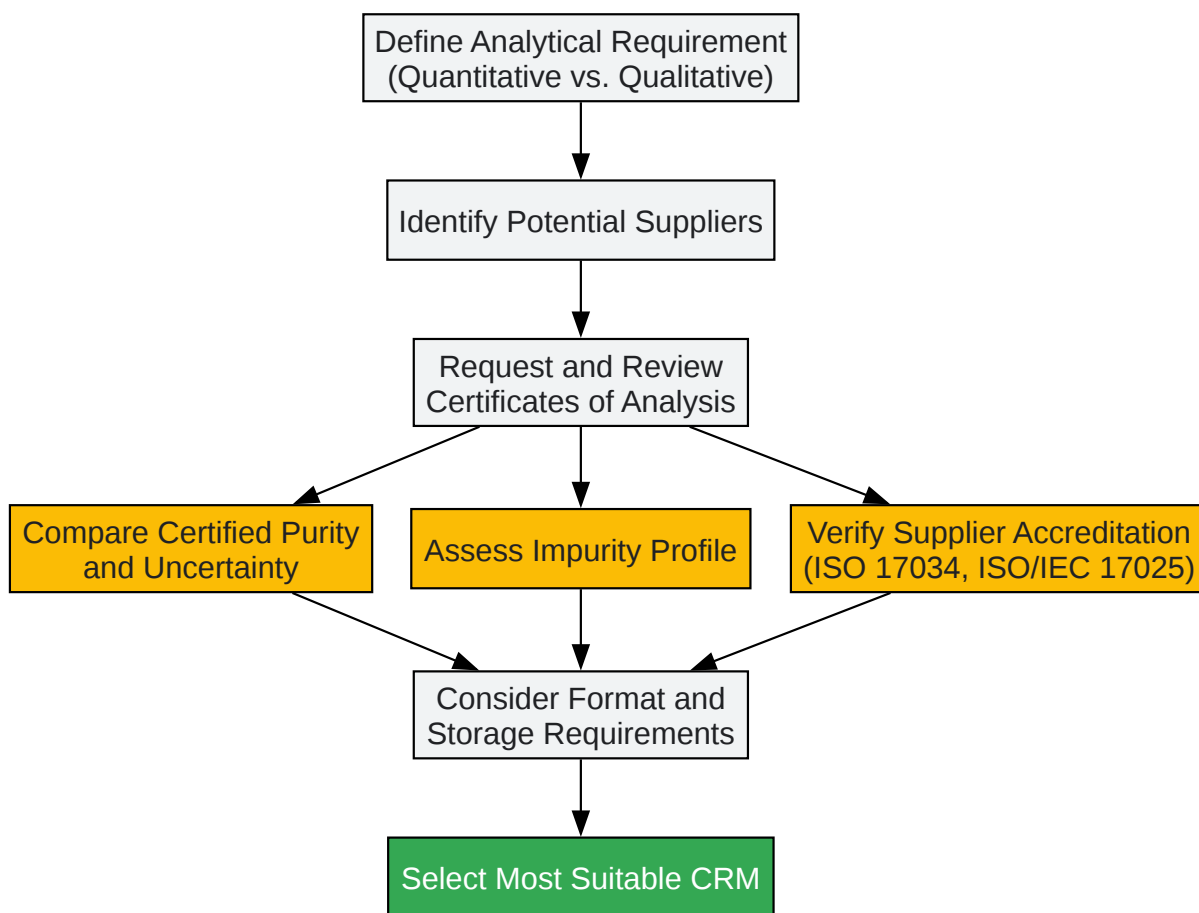 Define Analytical Requirement
(Quantitative vs. Qualitative)
Identify Potential Suppliers
Request and Review
Certificates of Analysis
Compare Certified Purity
and Uncertainty
Assess Impurity Profile
Verify Supplier Accreditation
(ISO 17034, ISO/IEC 17025)
Consider Format and
Storage Requirements
Select Most Suitable CRM